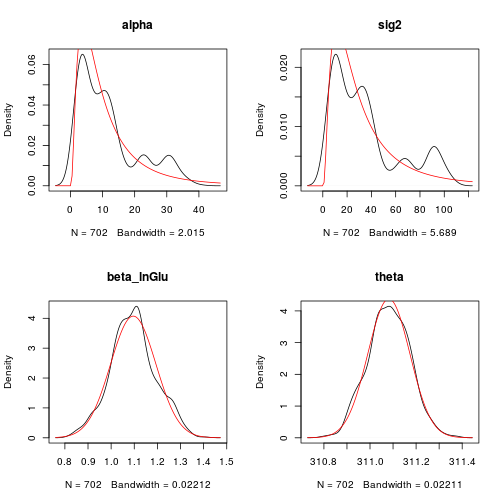 alpha
sig2
Density
0.00 0.02 0.04 0.06
0 10 20 30 40
N = 702 Bandwidth = 2.015
Density
0.000 0.010 0.020
0 20 40 60 80 100
N = 702 Bandwidth = 5.689
beta_lnGlu
theta
Density
0 1 2 3 4
0.8 0.9 1.0 1.1 1.2 1.3 1.4 1.5
N = 702 Bandwidth = 0.02212
Density
0 1 2 3 4
310.8 311.0 311.2 311.4
N = 702 Bandwidth = 0.02211